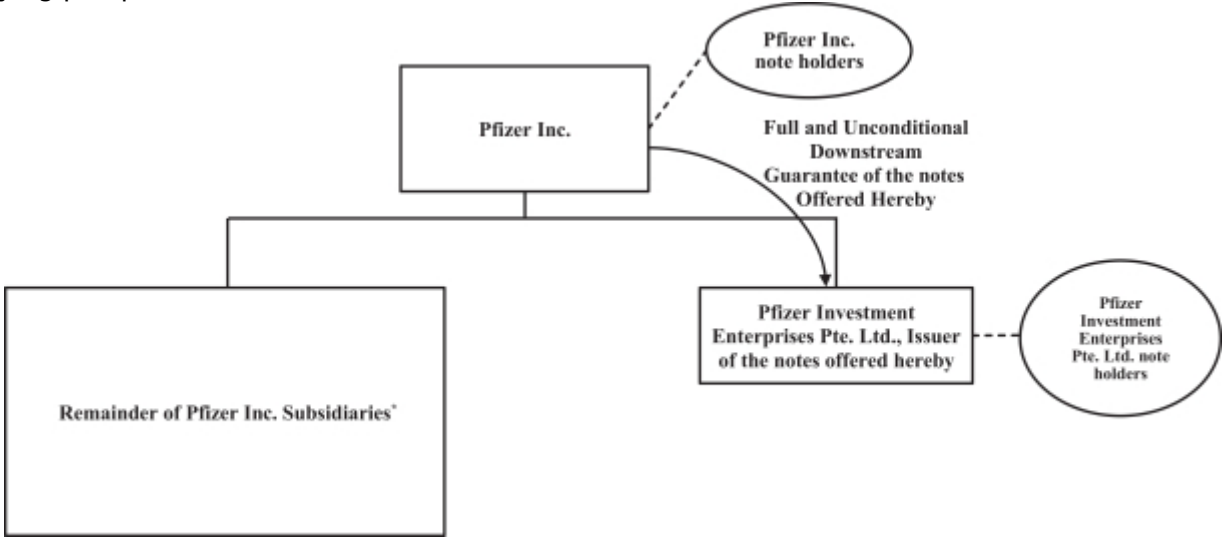 Pfizer Inc.
note holders
Pfizer Inc.
Full and Unconditional
Downstream
Guarantee of the notes
Offered Hereby
Pfizer Investment
Enterprises Pte. Ltd., Issuer
of the notes offered hereby
Pfizer
Investment
Enterprises
Pte. Ltd. note
holders
Remainder of Pfizer Inc. Subsidiaries*